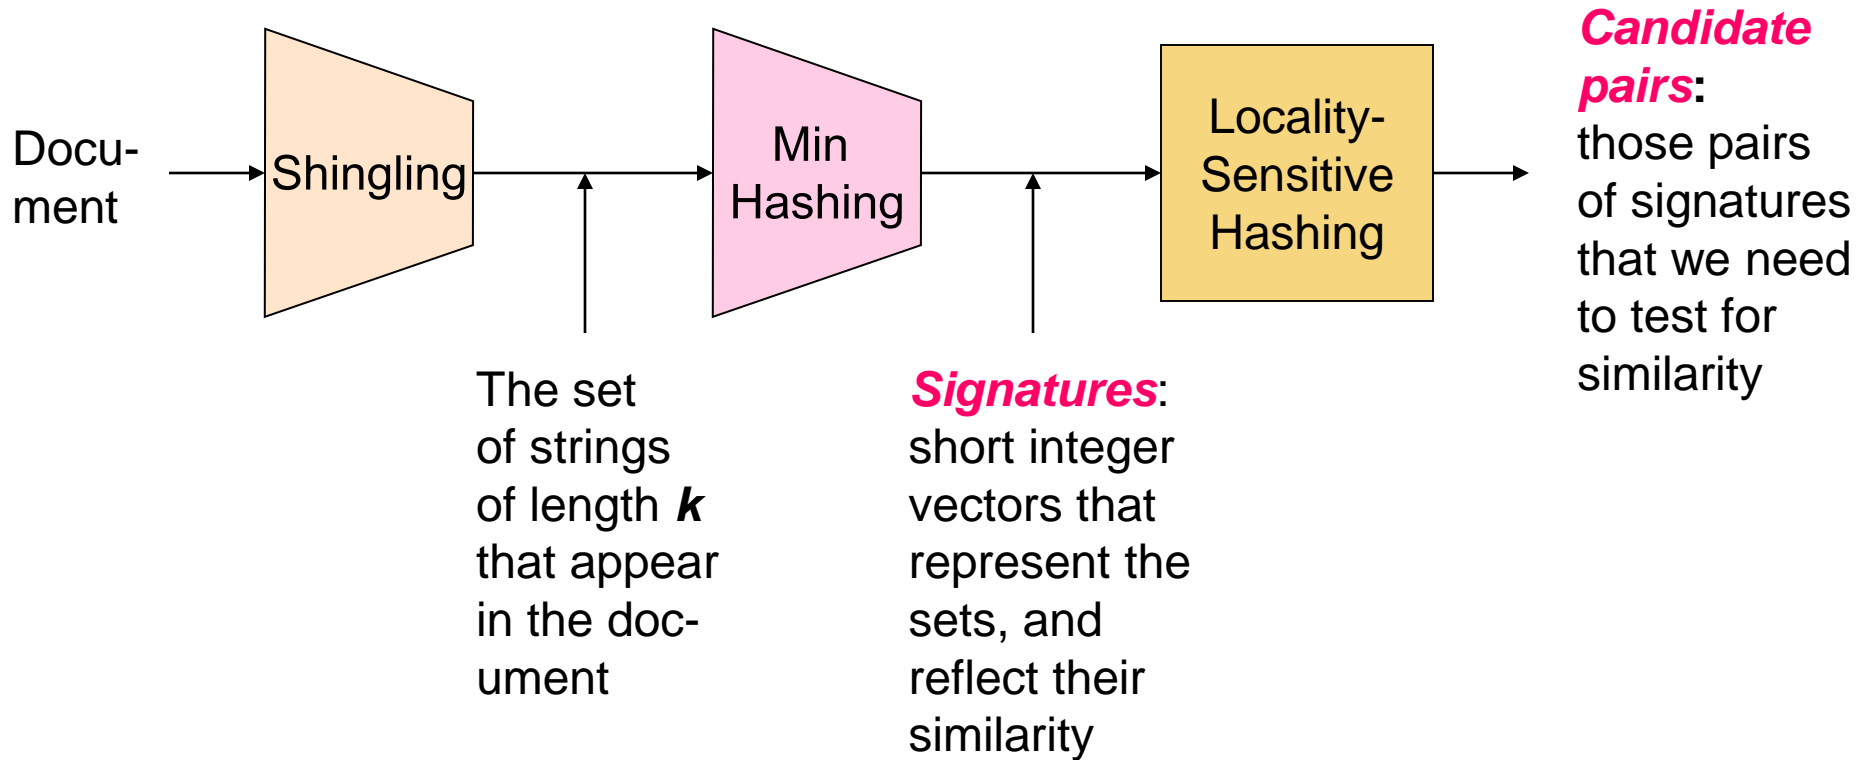 Docu-
ment
Shingling
Min
Hashing
Locality-
Sensitive
Hashing
Candidate
pairs:
those pairs
of signatures
that we need
to test for
similarity
The set
of strings
of length k
that appear
in the doc-
ument
Signatures:
short integer
vectors that
represent the
sets, and
reflect their
similarity